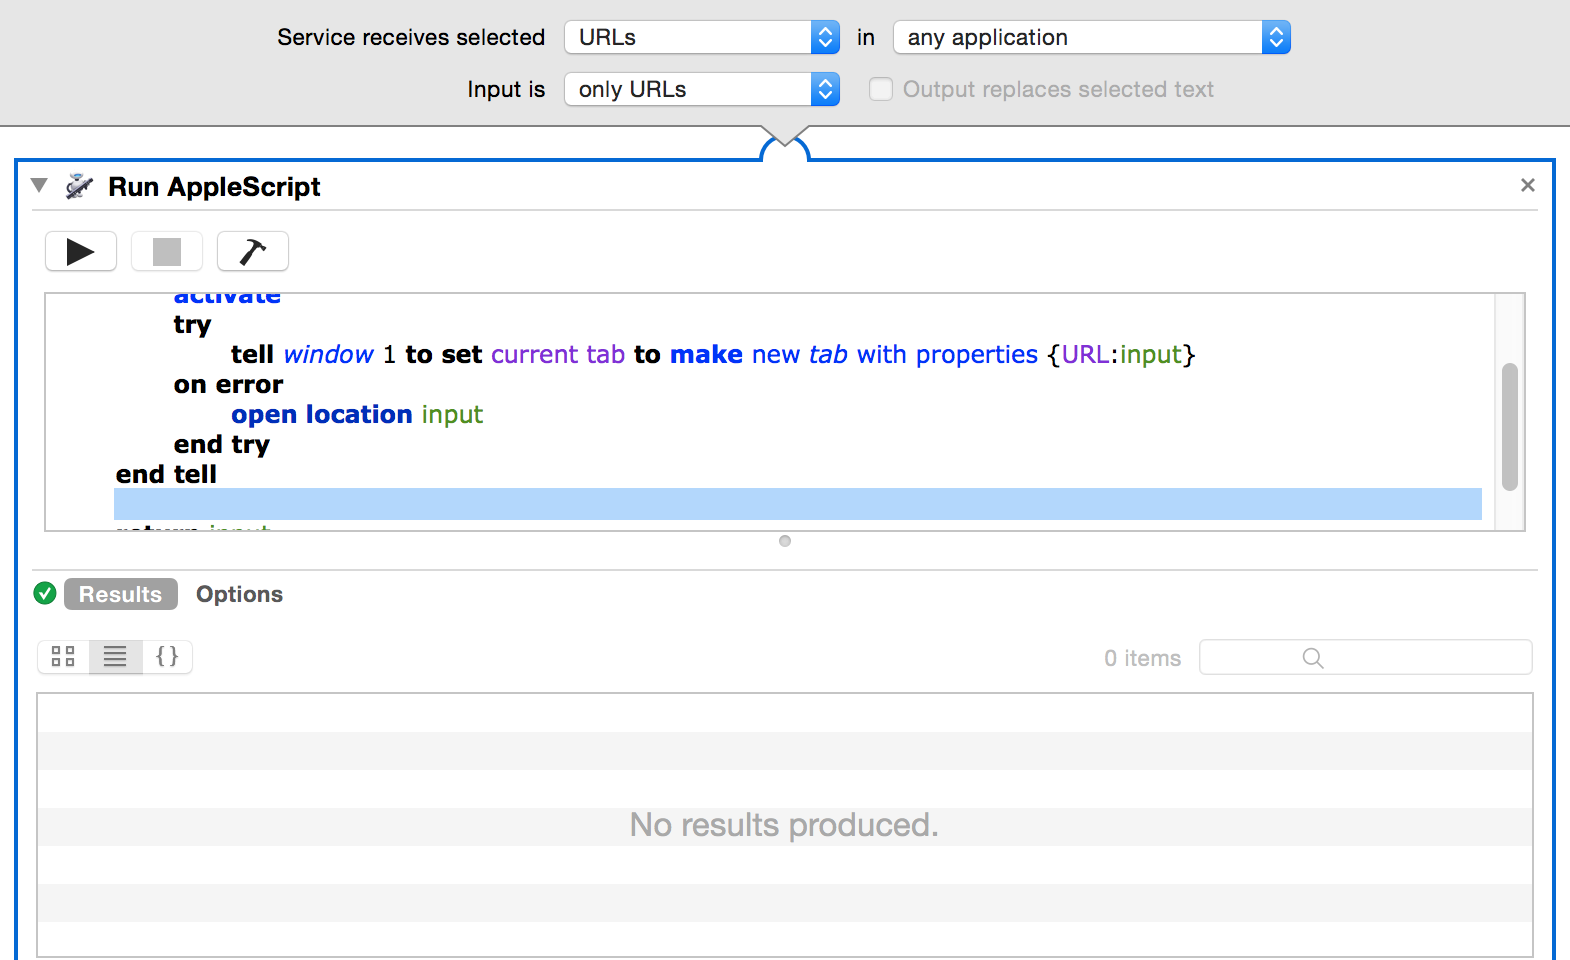 Service receives selected URLs in any application
Input is only URLs Output replaces selected text
Run AppleScript
activate
try
tell window 1 to set current tab to make new tab with properties {URL:input}
on error
open location input
end try
end tell
return input
Results Options
{} 0 items
No results produced.